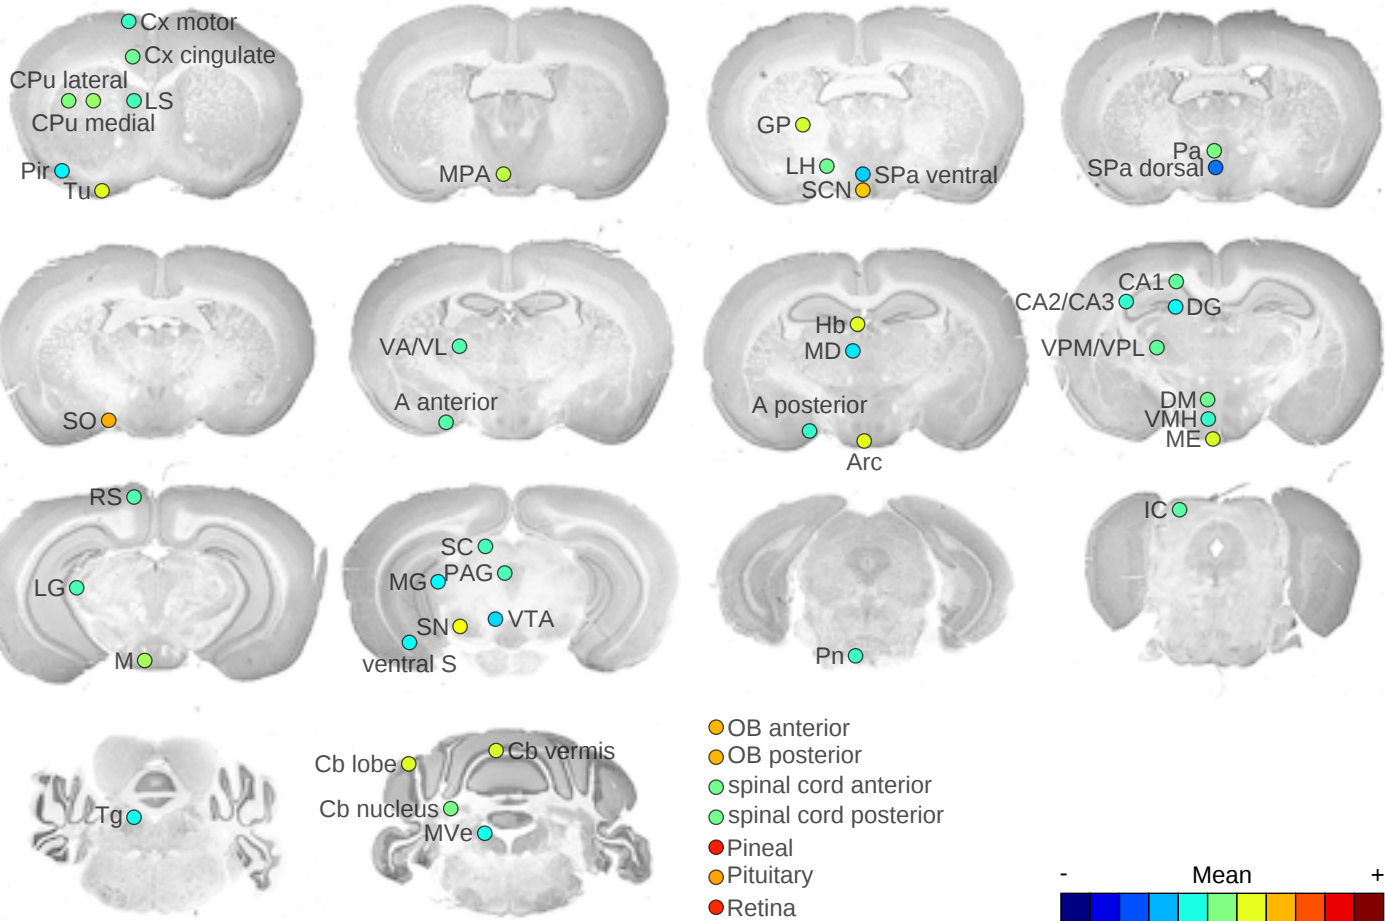 Cx motor
Cx cingulate
CPu lateral
LS
CPu medial
Pir
Tu
MPA
GP
LH
SPa ventral
SCN
Pa
SPa dorsal
SO
VA/VL
A anterior
Hb
MD
A posterior
Arc
CA1
CA2/CA3
DG
VPM/VPL
DM
VMH
ME
RS
LG
M
SC
MG
PAG
SN
VTA
ventral S
Pn
IC
Tg
Cb lobe
Cb vermis
Cb nucleus
MVe
OB anterior
OB posterior
spinal cord anterior
spinal cord posterior
Pineal
Pituitary
Retina
- Mean +